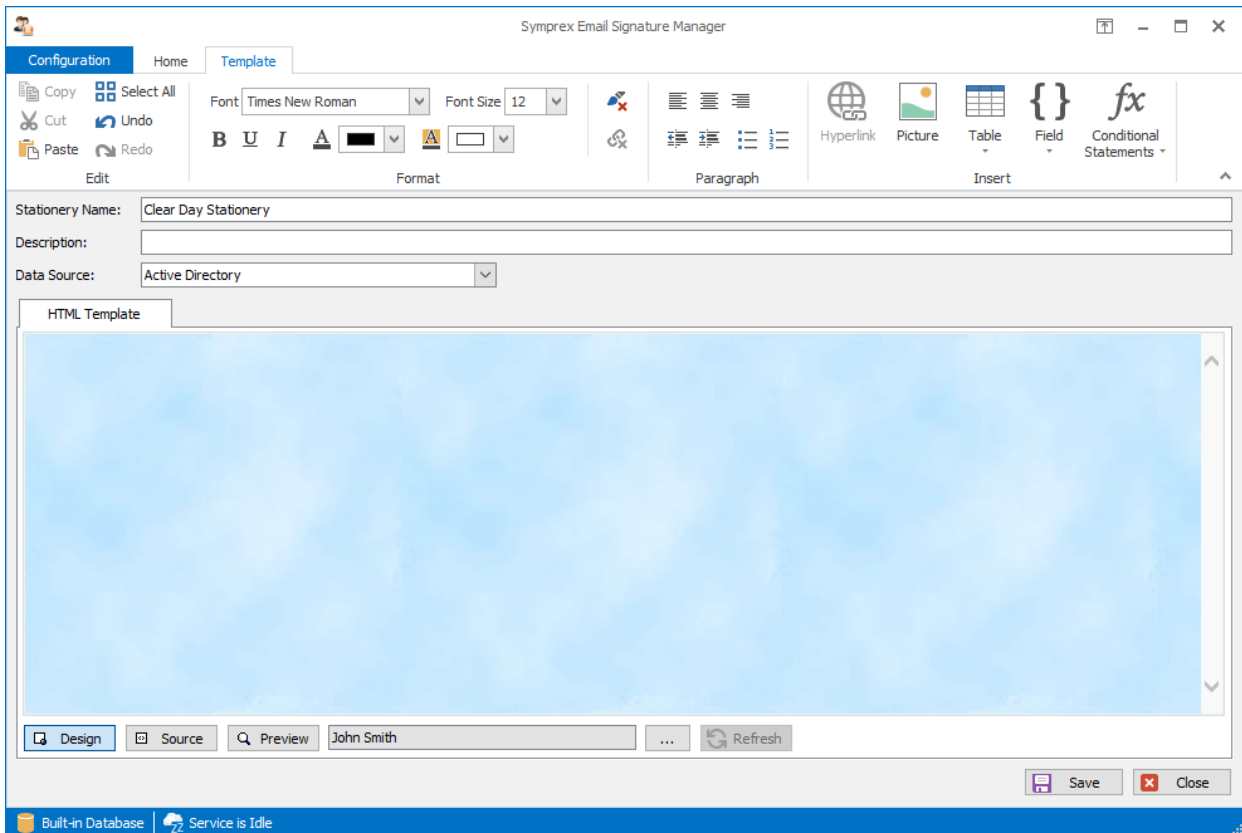 Symprex Email Signature Manager
Configuration Home Template
Copy Select All
Cut Undo
Paste Redo
Edit
Font Times New Roman Font Size 12
B U I A A
Format
Paragraph
Hyperlink Picture Table Field Conditional Statements
{ } fx
Insert
Stationery Name: Clear Day Stationery
Description:
Data Source: Active Directory
HTML Template
Design Source Preview John Smith ... Refresh
Save Close
Built-in Database Service is Idle